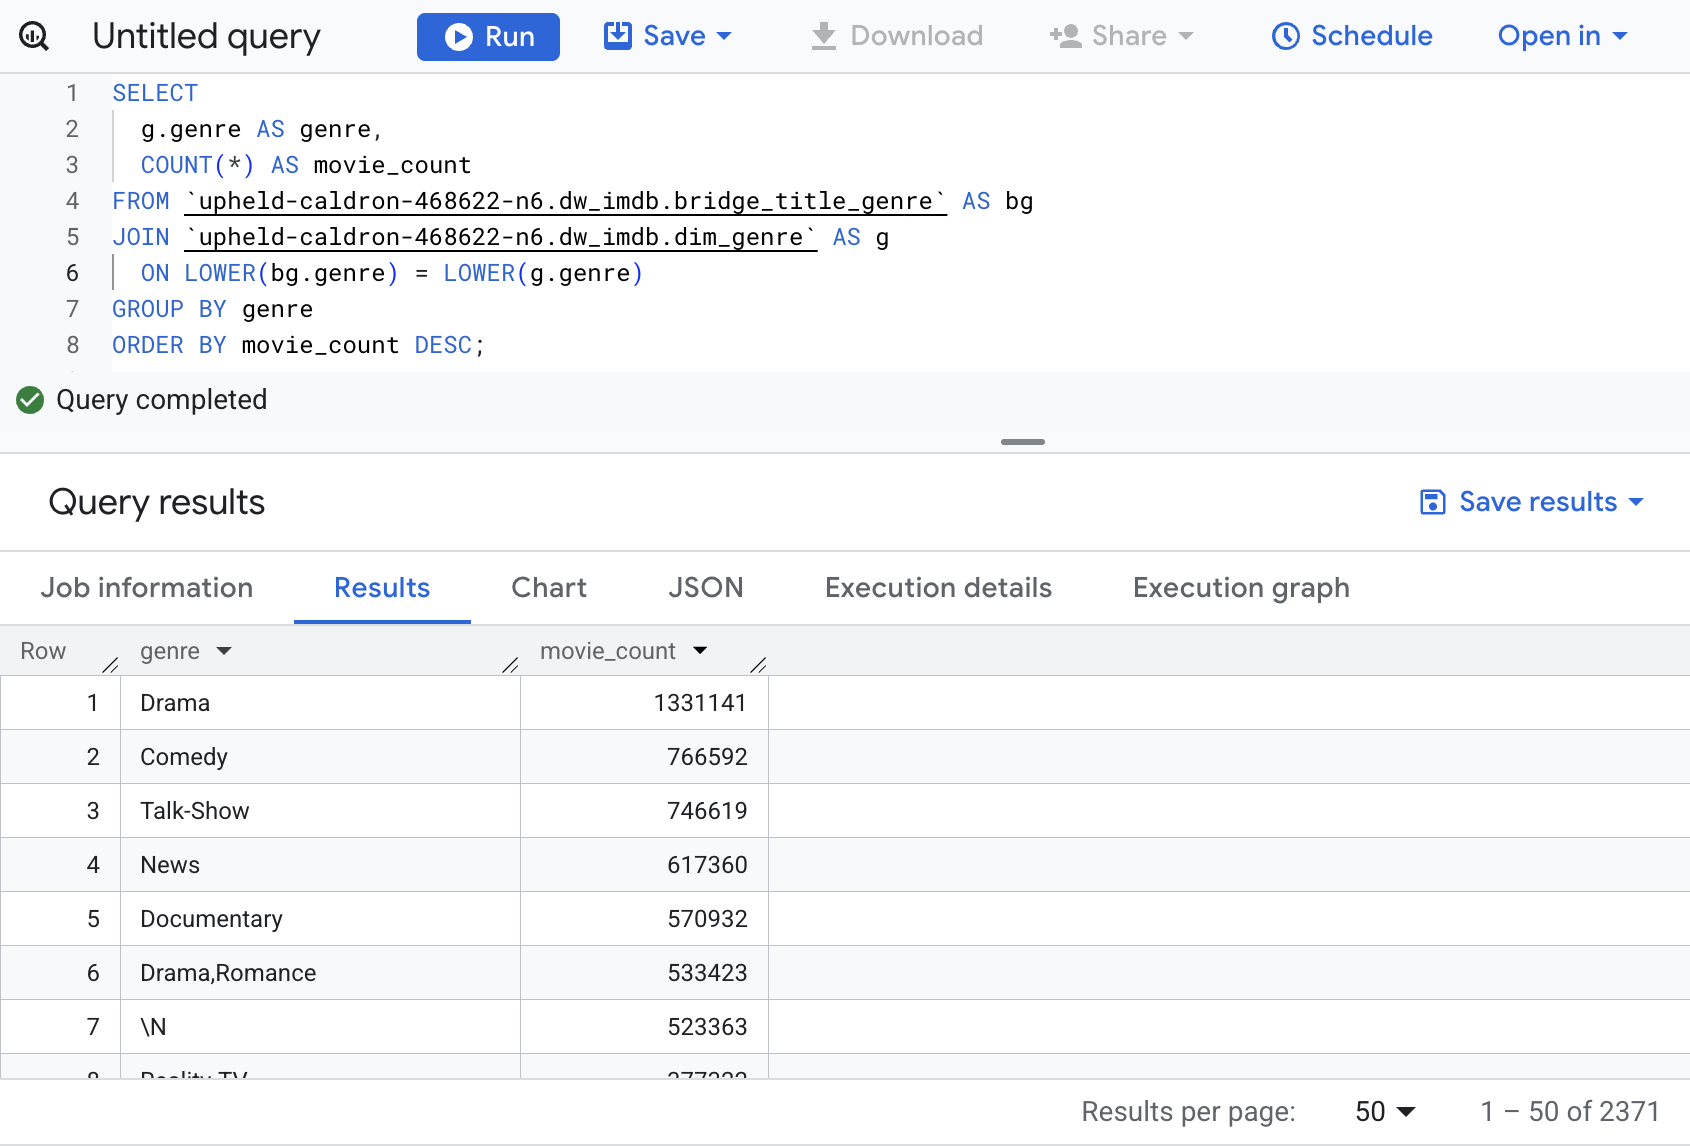 Untitled query Run Save Download Share Schedule Open in
1 SELECT
2 g.genre AS genre,
3 COUNT(*) AS movie_count
4 FROM `upheld-caldron-468622-n6.dw_imdb.bridge_title_genre` AS bg
5 JOIN `upheld-caldron-468622-n6.dw_imdb.dim_genre` AS g
6 ON LOWER(bg.genre) = LOWER(g.genre)
7 GROUP BY genre
8 ORDER BY movie_count DESC;
Query completed
Query results Save results
Job information Results Chart JSON Execution details Execution graph
Row genre movie_count
1 Drama 1331141
2 Comedy 766592
3 Talk-Show 746619
4 News 617360
5 Documentary 570932
6 Drama,Romance 533423
7 \N 523363
8 Reality-TV
Results per page: 50 1 – 50 of 2371